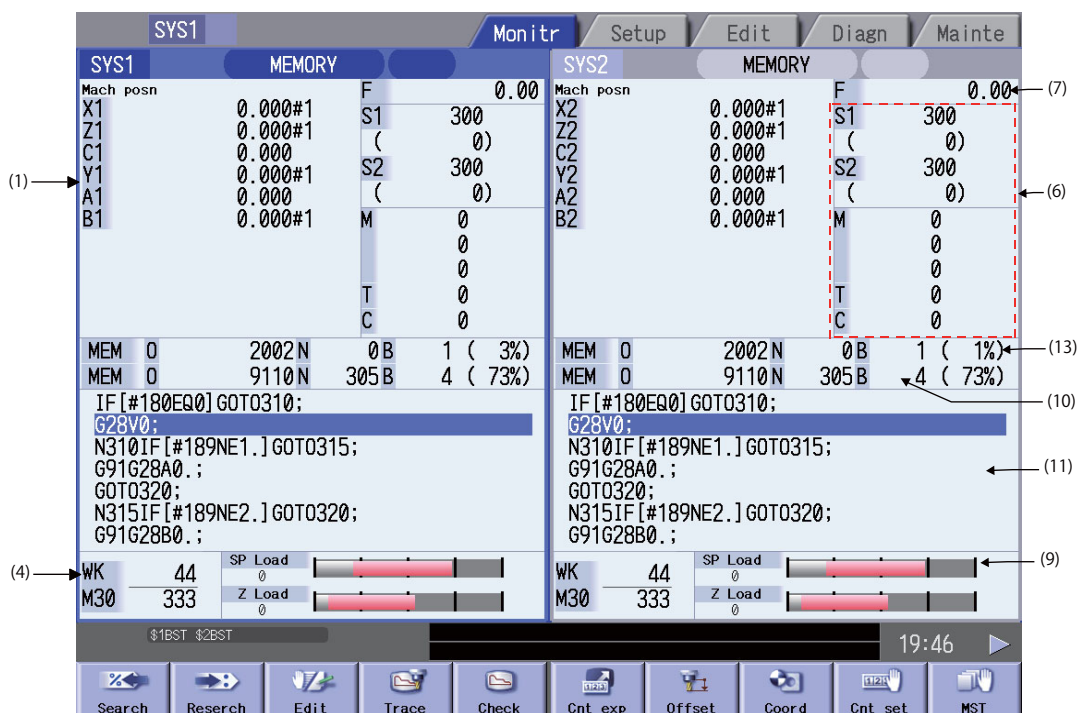 SYS1 Monitr Setup Edit Diagn Mainte
SYS1 MEMORY
Mach posn F 0.00
X1 0.000#1 S1 300
Z1 0.000#1 ( 0)
C1 0.000
Y1 0.000#1 S2 300
A1 0.000 ( 0)
B1 0.000#1 M 0
0
0
T 0
C 0
MEM O 2002 N 0 B 1 ( 3%)
MEM O 9110 N 305 B 4 ( 73%)
IF[#180EQ0]GOTO310;
G28V0;
N310IF[#189NE1.]GOTO315;
G91G28A0.;
GOTO320;
N315IF[#189NE2.]GOTO320;
G91G28B0.;
WK 44 SP Load 0
M30 333 Z Load 0
(1)
(4)
SYS2 MEMORY
Mach posn F 0.00 (7)
X2 0.000#1 S1 300
Z2 0.000#1 ( 0)
C2 0.000
Y2 0.000#1 S2 300
A2 0.000 ( 0) (6)
B2 0.000#1 M 0
0
0
T 0
C 0
MEM O 2002 N 0 B 1 ( 1%) (13)
MEM O 9110 N 305 B 4 ( 73%) (10)
IF[#180EQ0]GOTO310;
G28V0;
N310IF[#189NE1.]GOTO315;
G91G28A0.; (11)
GOTO320;
N315IF[#189NE2.]GOTO320;
G91G28B0.;
WK 44 SP Load 0 (9)
M30 333 Z Load 0
$1BST $2BST
19:46
Search Reserch Edit Trace Check Cnt exp Offset Coord Cnt set MST